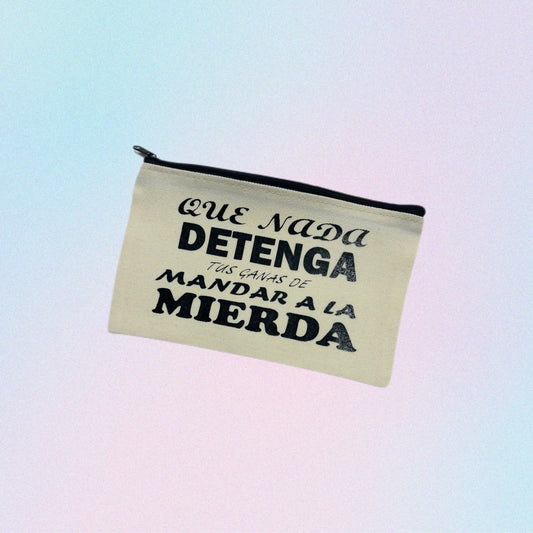 QUE NADA
DETENGA
TUS GANAS DE
MANDAR A LA
MIERDA